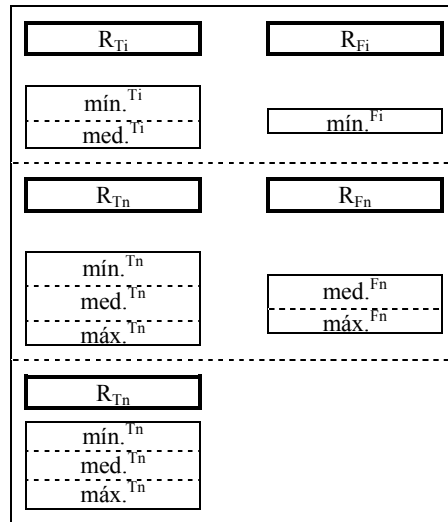 R_Ti R_Fi
mín.^Ti
med.^Ti
mín.^Fi
R_Tn R_Fn
mín.^Tn
med.^Tn
máx.^Tn
med.^Fn
máx.^Fn
R_Tn
mín.^Tn
med.^Tn
máx.^Tn